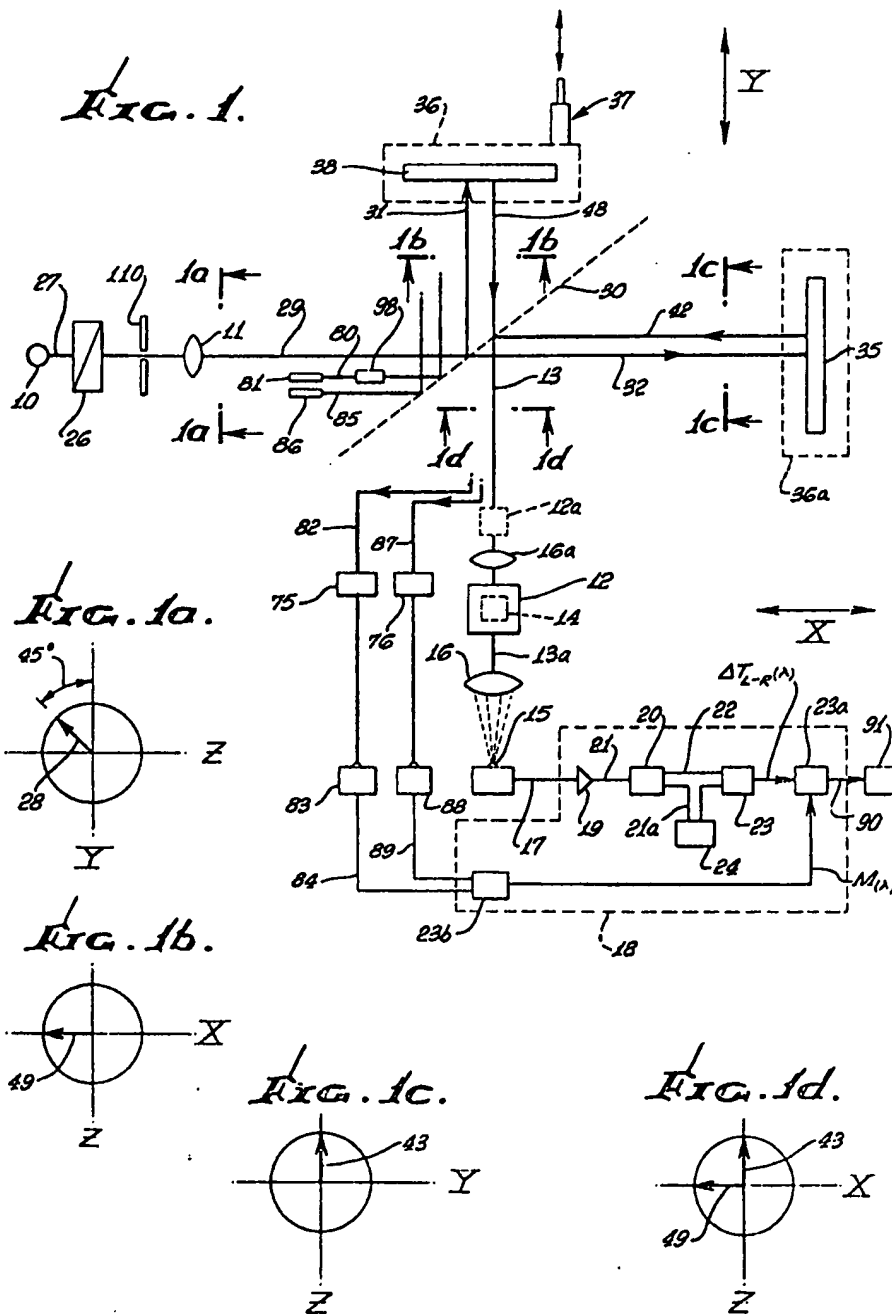 FIG. 1.
Y
36
37
38
31
48
1b 1b
30
1a
110
27
11
29
80
98
1c
42
10
81
13
32
35
26
86
85
1a
1d 1d
1c
36a
82
12a
87
16a
12
75
76
14
X
13a
FIG. 1a.
45°
16
ΔT L-R(λ)
15
20
22
23a
91
Z
28
83
88
21
19
21a
23
90
17
24
Y
89
84
M(λ)
23b
18
FIG. 1b.
X
49
Z
FIG. 1c.
43
Y
Z
FIG. 1d.
43
X
49
Z